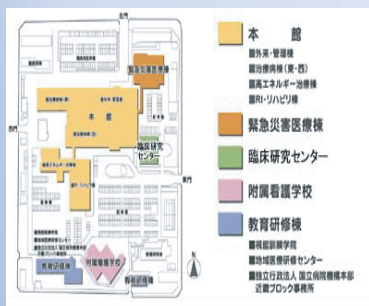 北門
緊急災害医療棟
本館
西門
臨床研究
センター
東門
附属看護学校
教育研修棟
教育研修棟
N
本館
■外来・管理棟
■治療病棟(東・西)
■高エネルギー治療棟
■RI・リハビリ棟
緊急災害医療棟
臨床研究センター
附属看護学校
教育研修棟
■視能訓練学院
■地域医療研修センター
■独立行政法人 国立病院機構本部
近畿ブロック事務所